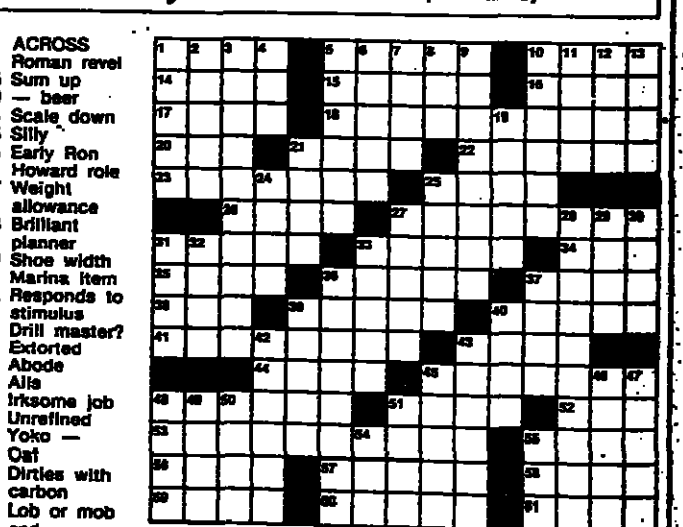 ACROSS
Roman revel
Sum up
— beer
Scale down
Silly
Early Ron
Howard role
Weight
allowance
Brilliant
planner
Shoe width
Marina item
Responds to
stimulus
Drill master?
Extorted
Abode
Ails
Irksome job
Unrefined
Yoko —
Oaf
Dirties with
carbon
Lob or mob
1 2 3 4 5 6 7 8 9 10 11 12 13
14 15 16
17 18 19
20 21 22
23 24 25
26 27 28 29 30
31 32 33 34
35 36 37
38 39 40
41 42 43
44 45 46 47
48 49 50 51 52
53 54 55
56 57 58
59 60 61